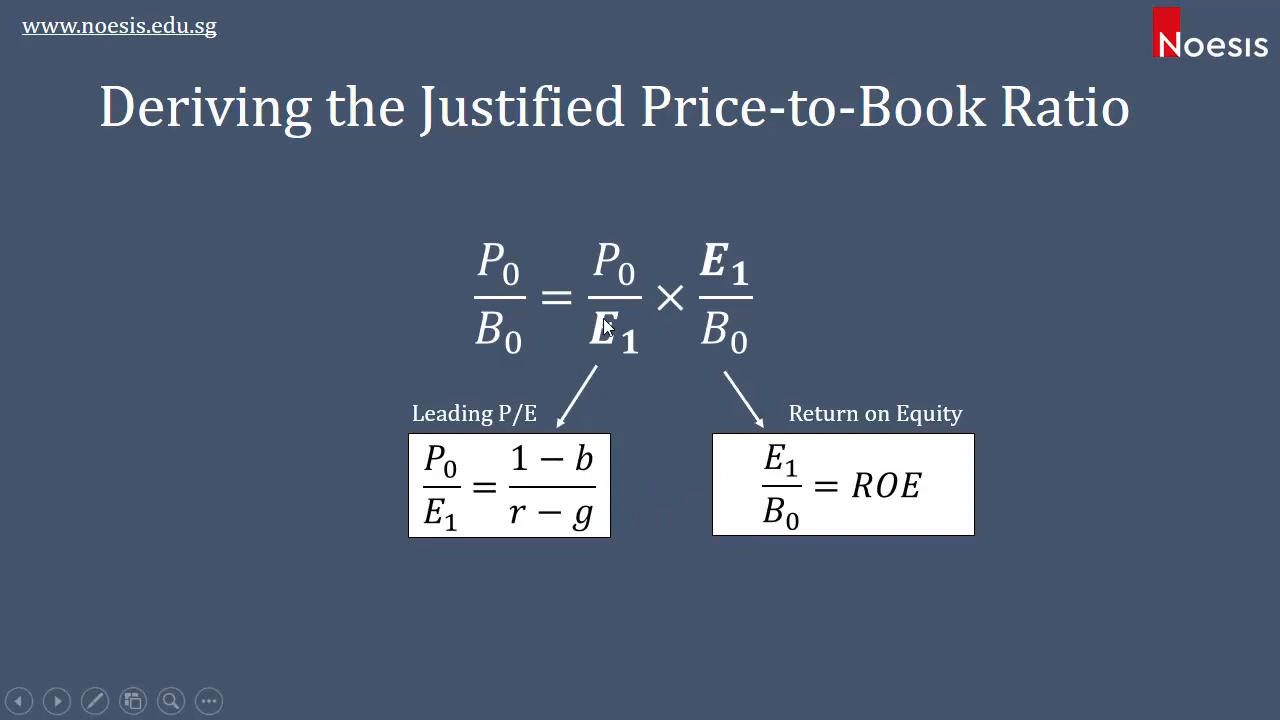 www.noesis.edu.sg
NOESIS
Deriving the Justified Price-to-Book Ratio
P₀/B₀ = P₀/E₁ × E₁/B₀
Leading P/E
Return on Equity
P₀/E₁ = (1 − b)/(r − g)
E₁/B₀ = ROE